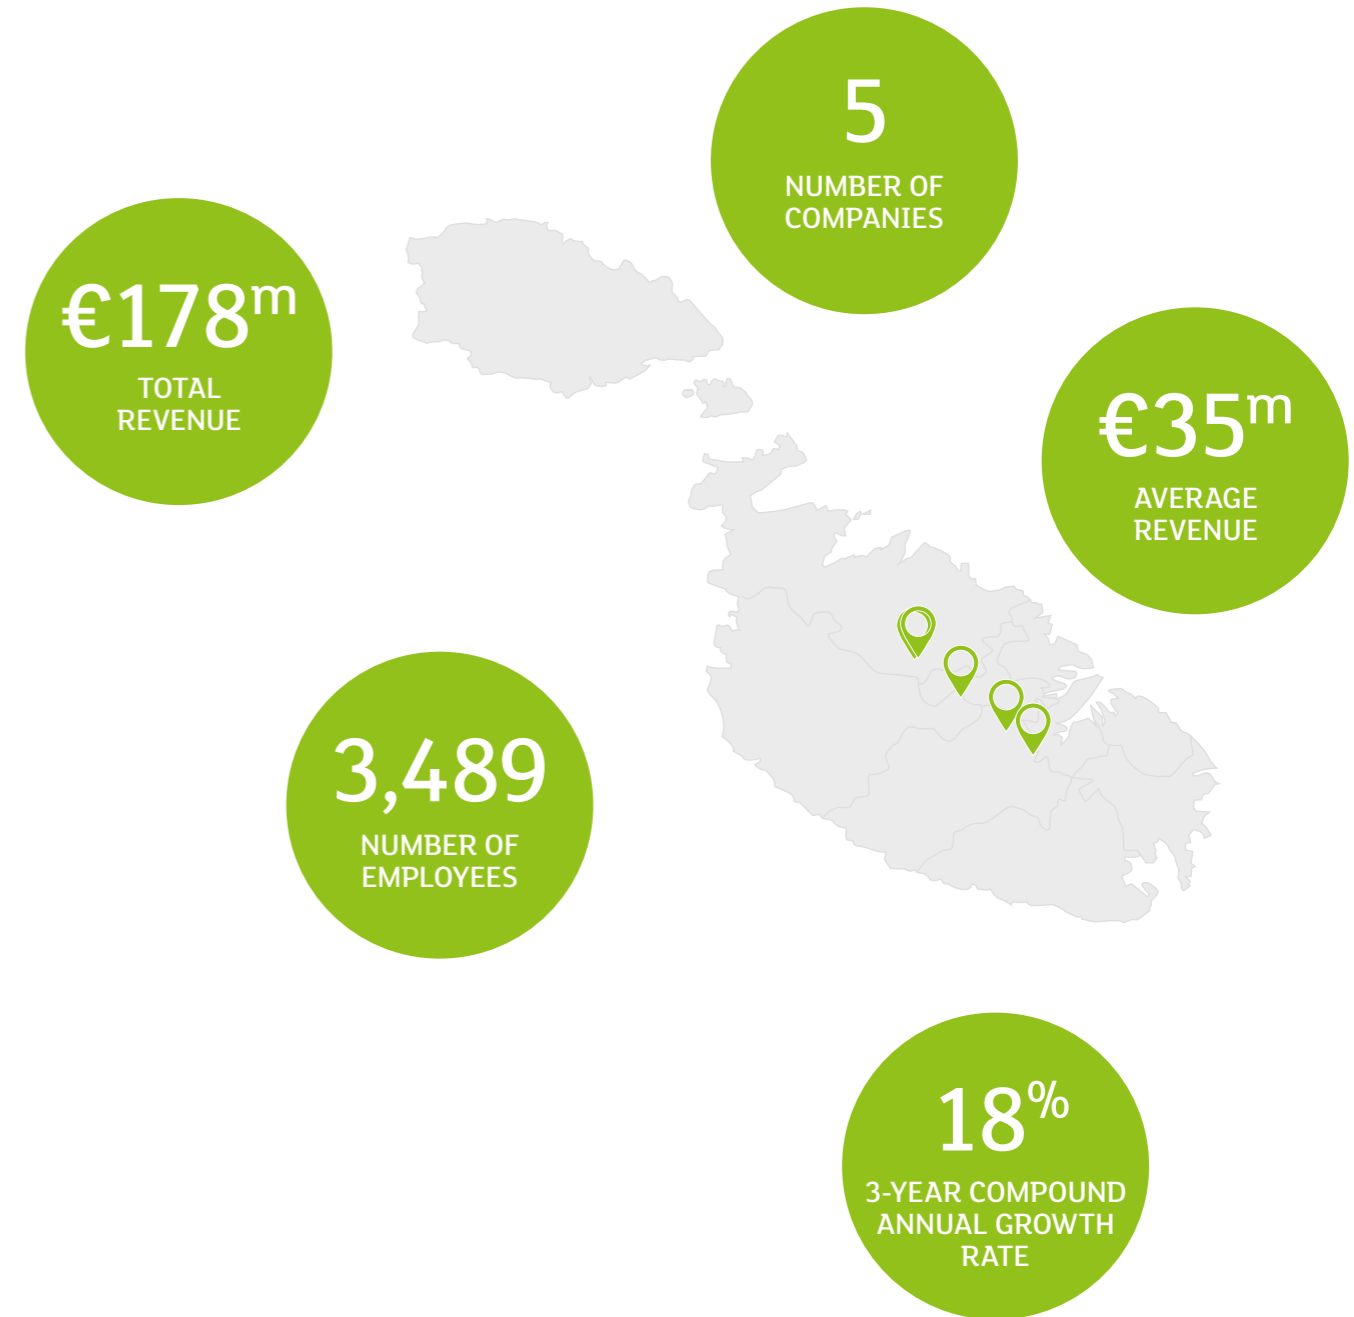 5
NUMBER OF
COMPANIES
€178m
TOTAL
REVENUE
€35m
AVERAGE
REVENUE
3,489
NUMBER OF
EMPLOYEES
18%
3-YEAR COMPOUND
ANNUAL GROWTH
RATE